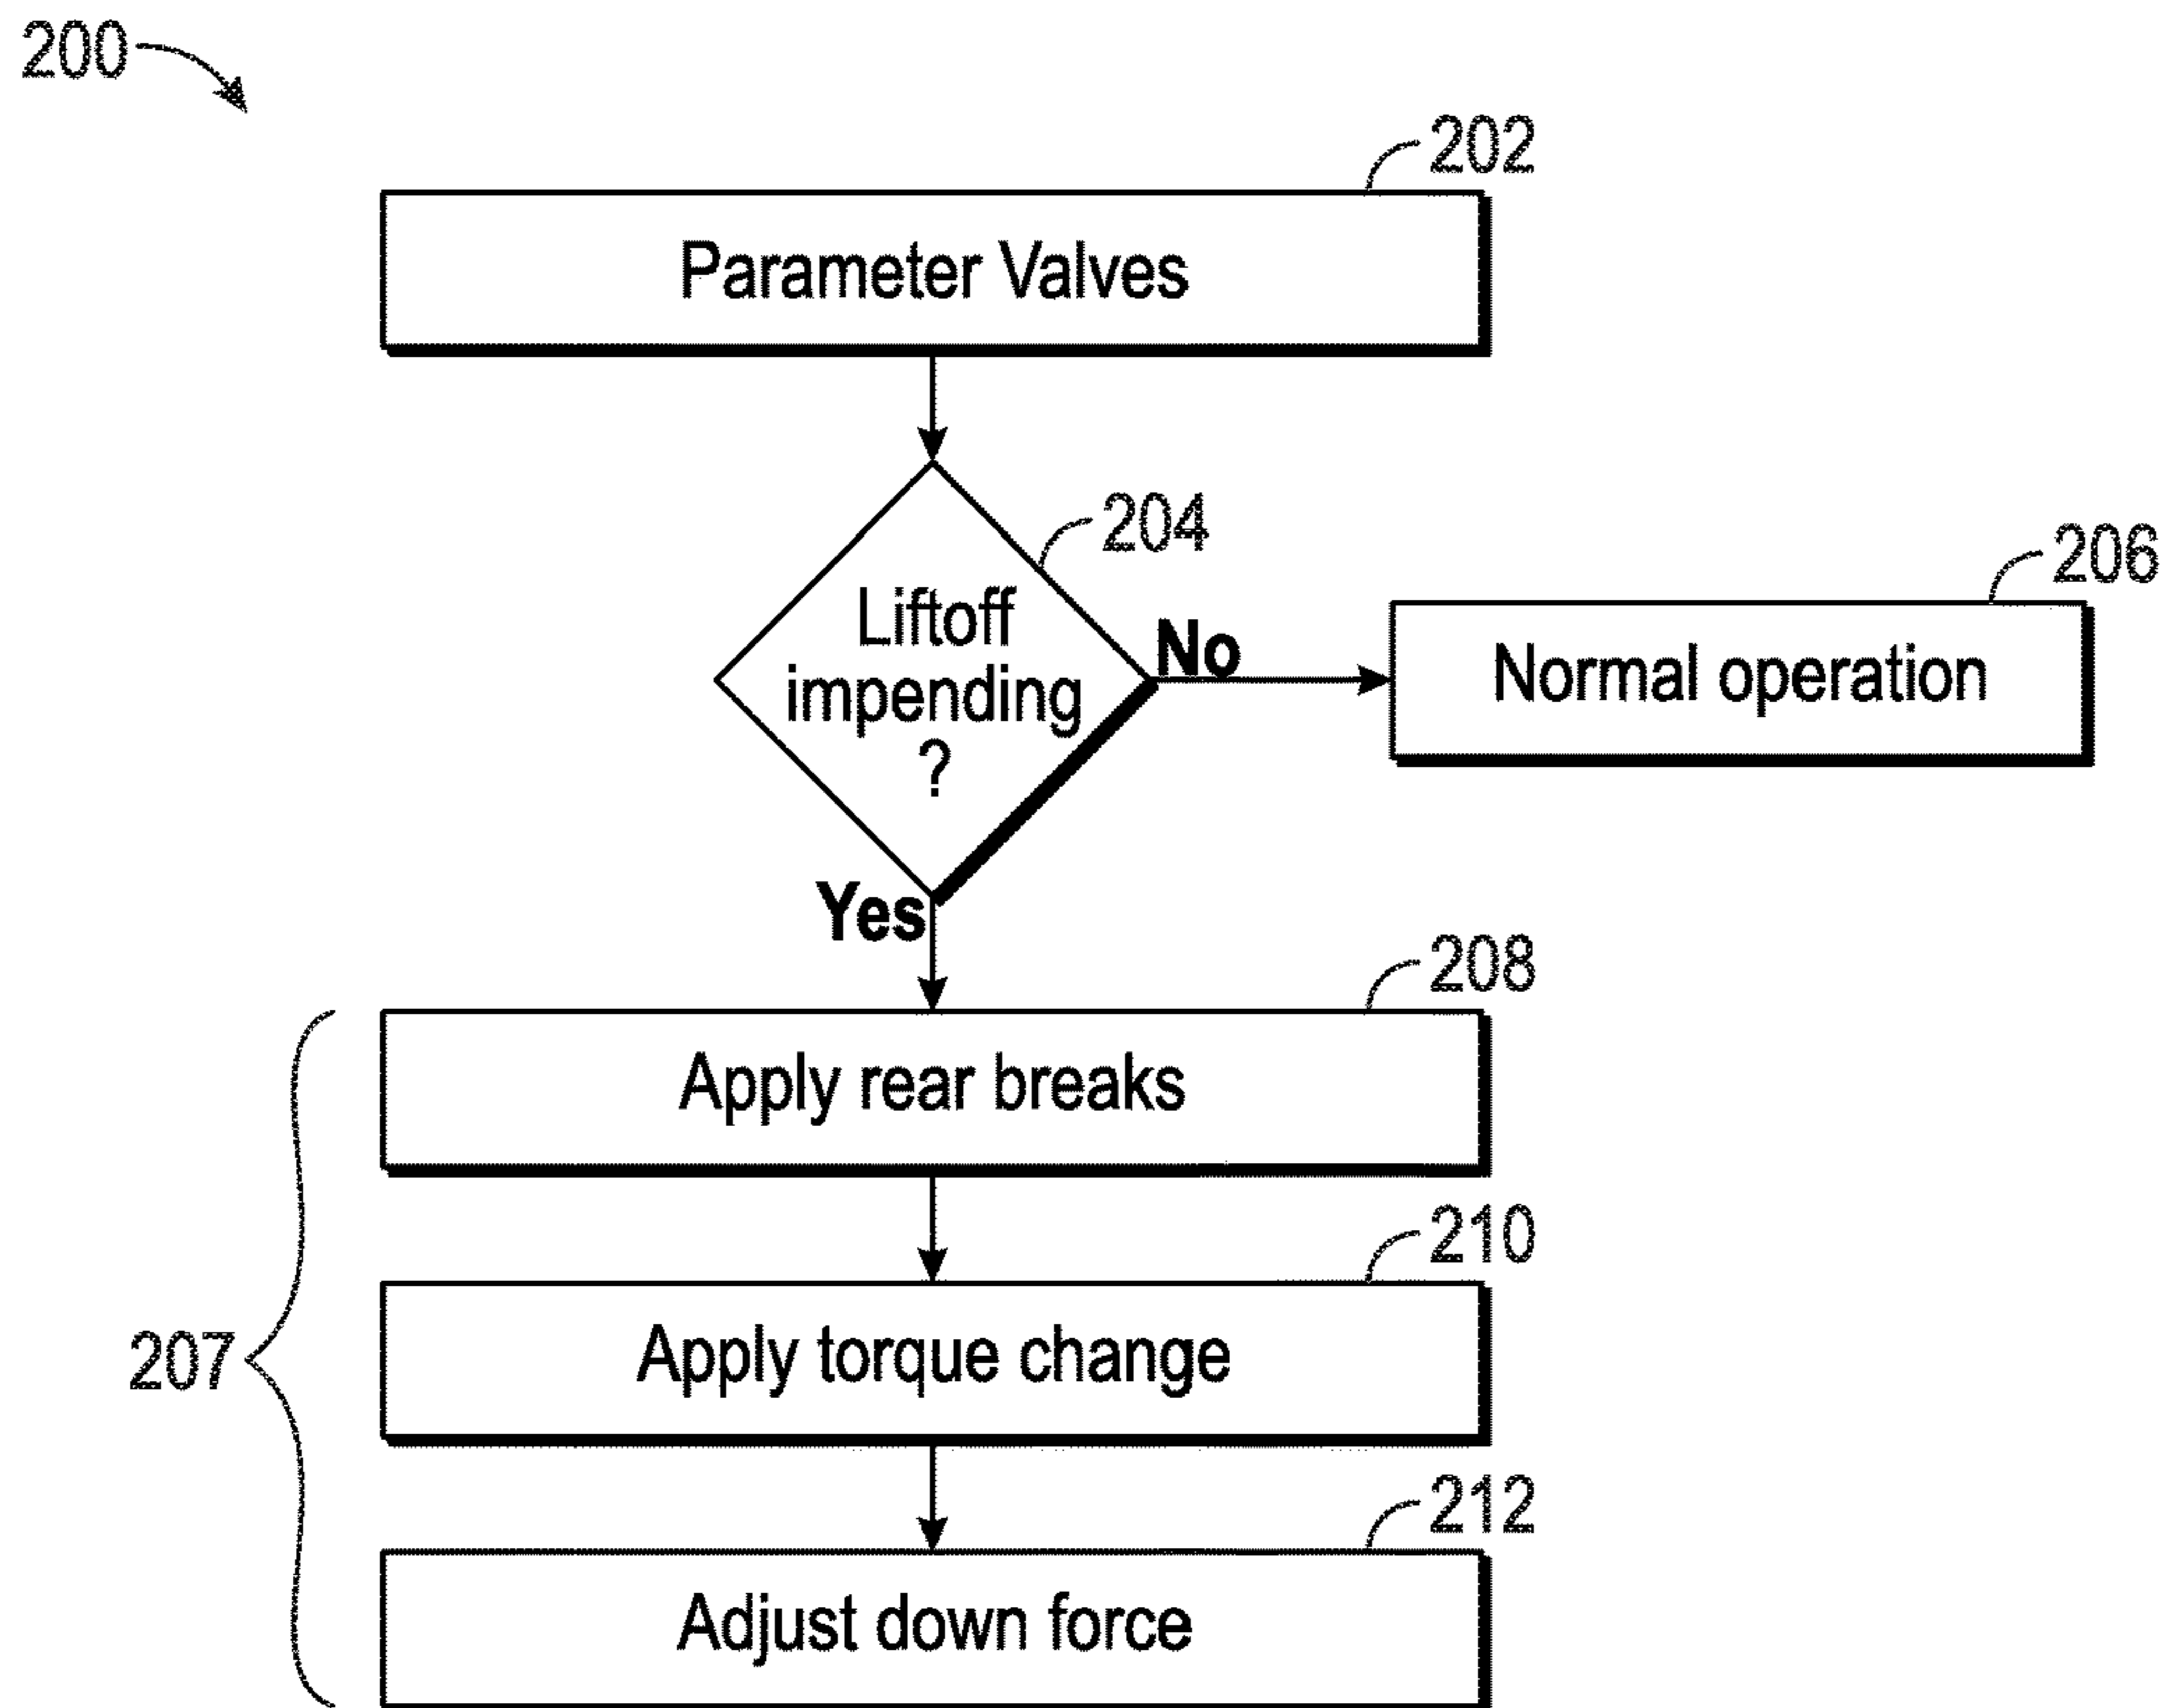 200
202
Parameter Valves
204
Liftoff
impending
?
No
206
Normal operation
Yes
208
Apply rear breaks
210
Apply torque change
207
212
Adjust down force